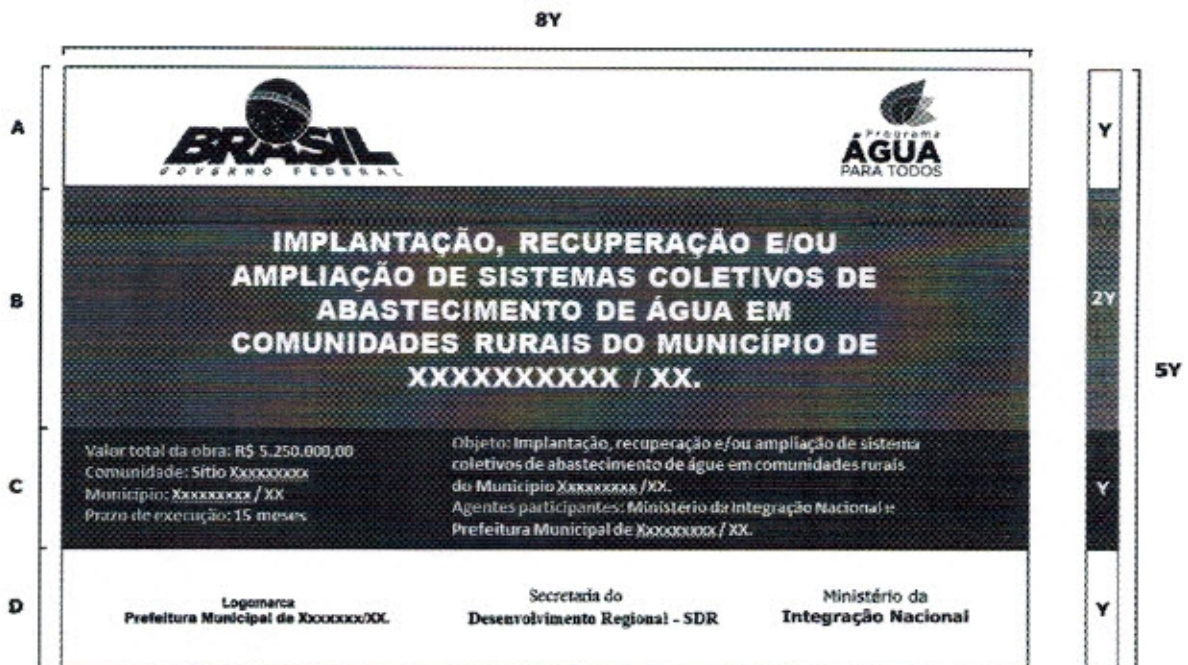 8Y
A
BRASIL
GOVERNO FEDERAL
Programa
ÁGUA
PARA TODOS
Y
B
IMPLANTAÇÃO, RECUPERAÇÃO E/OU
AMPLIAÇÃO DE SISTEMAS COLETIVOS DE
ABASTECIMENTO DE ÁGUA EM
COMUNIDADES RURAIS DO MUNICÍPIO DE
XXXXXXXXXX / XX.
2Y
5Y
C
Valor total da obra: R$ 5.250.000,00
Comunidade: Sítio Xxxxxxxxx
Município: Xxxxxxxxx / XX
Prazo de execução: 15 meses
Objeto: Implantação, recuperação e/ou ampliação de sistema
coletivos de abastecimento de águe em comunidades rurais
do Município Xxxxxxxxx /XX.
Agentes participantes: Ministério da Integração Nacional e
Prefeitura Municipal de Xxxxxxxxx / XX.
Y
D
Logomarca
Prefeitura Municipal de Xxxxxxx/XX.
Secretaria do
Desenvolvimento Regional - SDR
Ministério da
Integração Nacional
Y